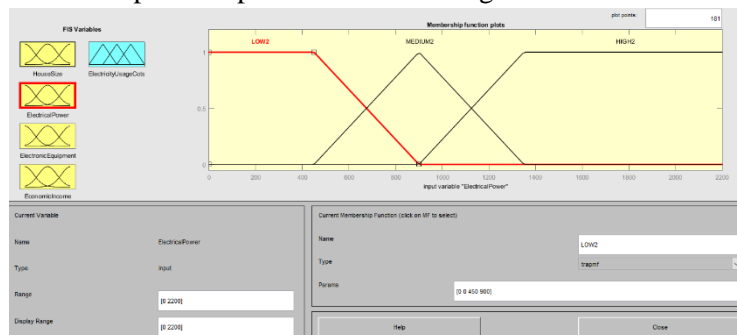 FIS Variables
Membership function plots
plot points:
181
LOW2
MEDIUM2
HIGH2
HouseSize
ElectricityUsageCots
ElectricalPower
ElectronicEquipment
EconomicIncome
1
0.5
0
0 200 400 600 800 1000 1200 1400 1600 1800 2000 2200
input variable "ElectricalPower"
Current Variable
Name ElectricalPower
Type input
Range [0 2200]
Display Range [0 2200]
Current Membership Function (click on MF to select)
Name LOW2
Type trapmf
Params [0 0 450 900]
Help
Close